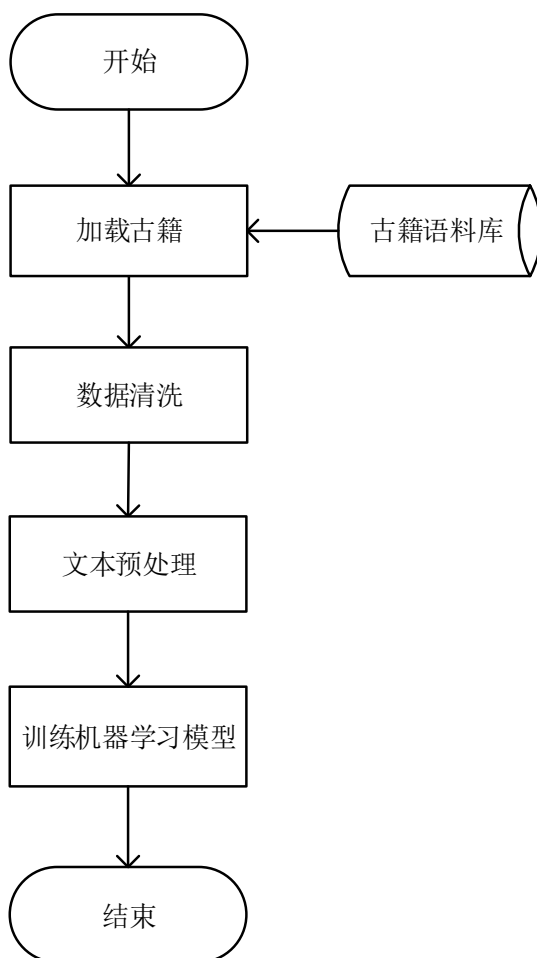 开始
加载古籍
古籍语料库
数据清洗
文本预处理
训练机器学习模型
结束